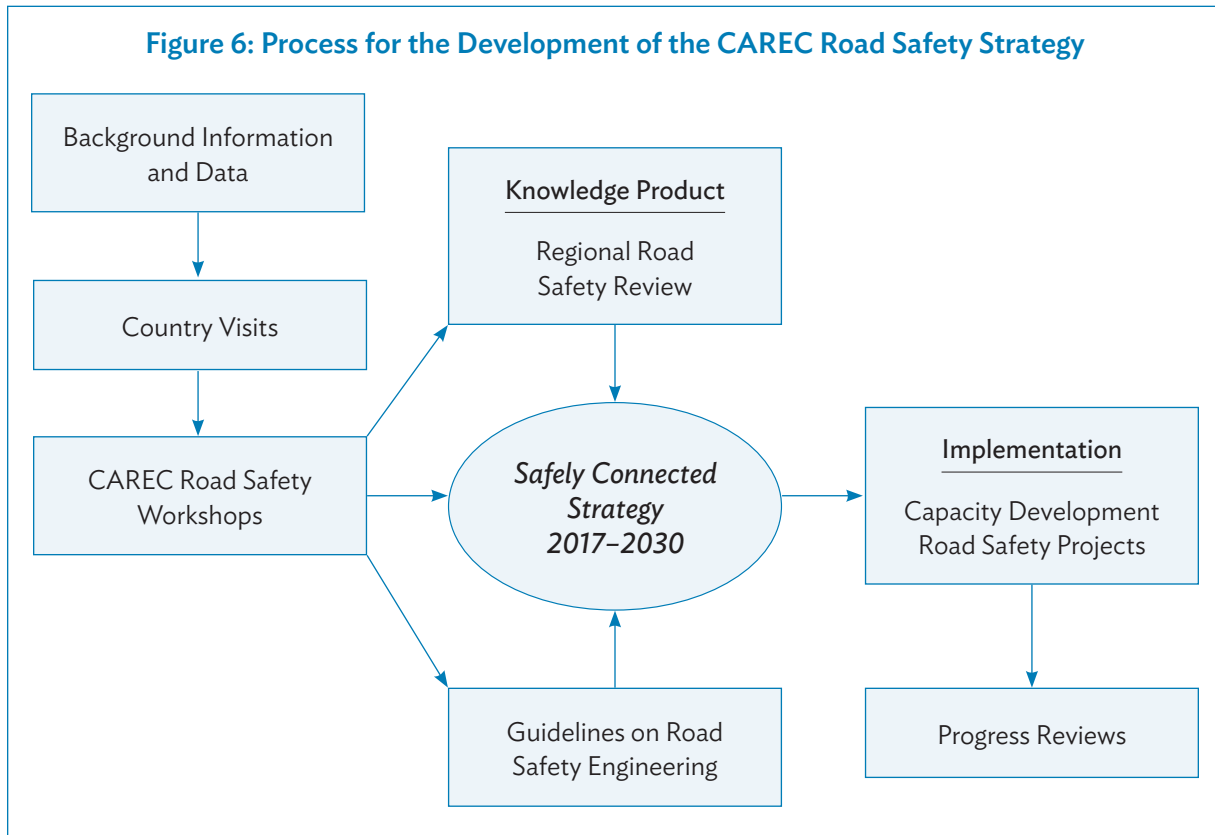 Figure 6: Process for the Development of the CAREC Road Safety Strategy
Background Information
and Data
Country Visits
CAREC Road Safety
Workshops
Knowledge Product
Regional Road
Safety Review
Safely Connected
Strategy
2017–2030
Guidelines on Road
Safety Engineering
Implementation
Capacity Development
Road Safety Projects
Progress Reviews